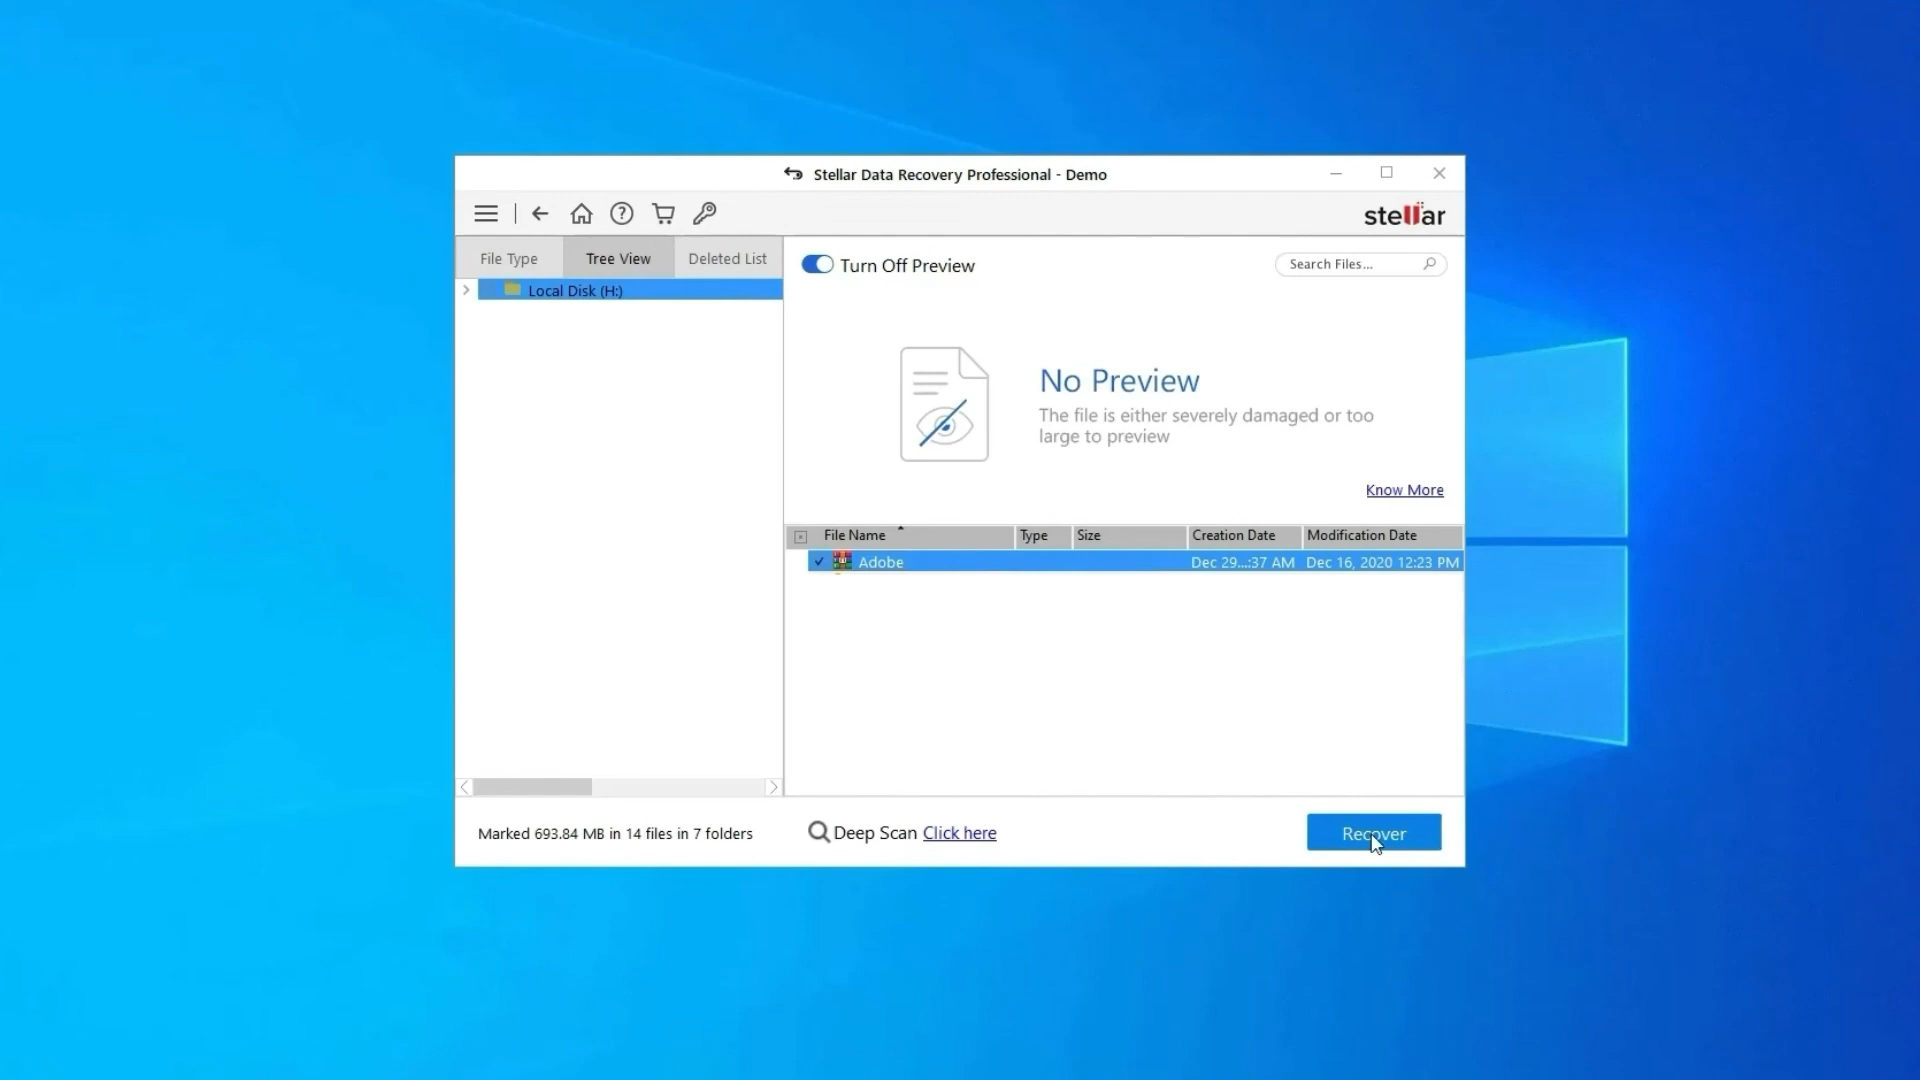 Stellar Data Recovery Professional - Demo
stellar
File Type
Tree View
Deleted List
Turn Off Preview
Search Files...
Local Disk (H:)
No Preview
The file is either severely damaged or too
large to preview
Know More
File Name
Type
Size
Creation Date
Modification Date
Adobe
Dec 29...:37 AM
Dec 16, 2020 12:23 PM
Marked 693.84 MB in 14 files in 7 folders
Deep Scan Click here
Recover